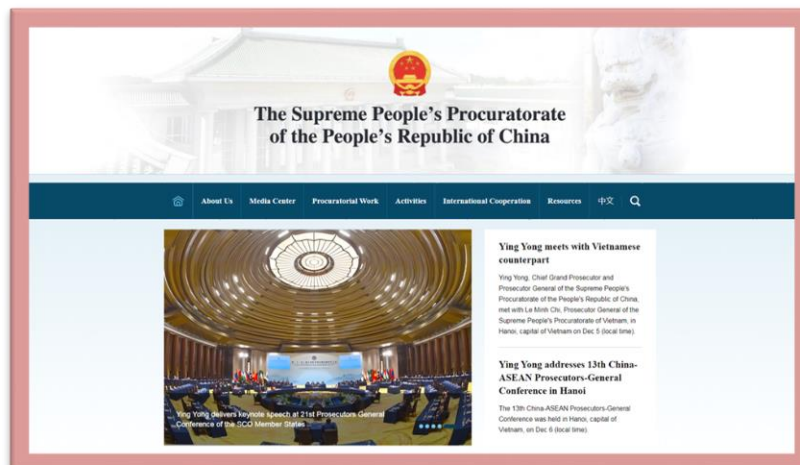 The Supreme People's Procuratorate
of the People's Republic of China
About Us Media Center Procuratorial Work Activities International Cooperation Resources 中文
Ying Yong delivers keynote speech at 21st Prosecutors General
Conference of the SCO Member States
Ying Yong meets with Vietnamese
counterpart
Ying Yong, Chief Grand Prosecutor and
Prosecutor General of the Supreme People's
Procuratorate of the People's Republic of China,
met with Le Minh Chi, Prosecutor General of the
Supreme People's Procuratorate of Vietnam, in
Hanoi, capital of Vietnam on Dec 5 (local time).
Ying Yong addresses 13th China-
ASEAN Prosecutors-General
Conference in Hanoi
The 13th China-ASEAN Prosecutors-General
Conference was held in Hanoi, capital of
Vietnam, on Dec 6 (local time).